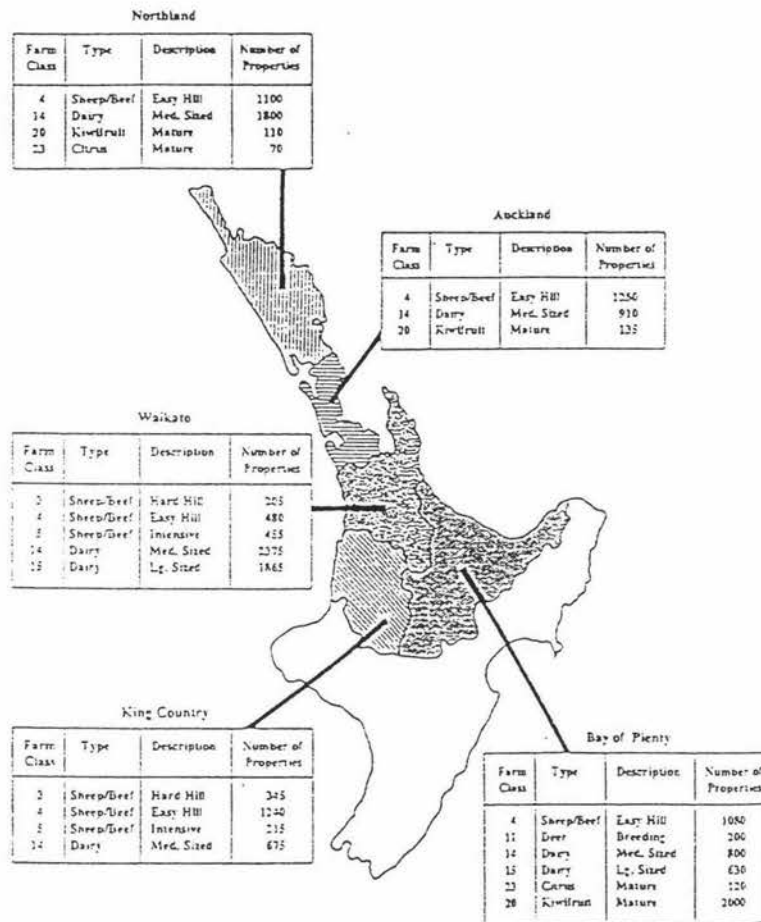 Northland
Farm Class Type Description Number of Properties
4 Sheep/Beef Easy Hill 1100
14 Dairy Med. Sized 1800
20 Kiwifruit Mature 110
23 Citrus Mature 70
Auckland
Farm Class Type Description Number of Properties
4 Sheep/Beef Easy Hill 1250
14 Dairy Med. Sized 910
20 Kiwifruit Mature 135
Waikato
Farm Class Type Description Number of Properties
3 Sheep/Beef Hard Hill 205
4 Sheep/Beef Easy Hill 480
5 Sheep/Beef Intensive 455
14 Dairy Med. Sized 2375
15 Dairy Lg. Sized 1865
King Country
Farm Class Type Description Number of Properties
3 Sheep/Beef Hard Hill 345
4 Sheep/Beef Easy Hill 1240
5 Sheep/Beef Intensive 215
14 Dairy Med. Sized 675
Bay of Plenty
Farm Class Type Description Number of Properties
4 Sheep/Beef Easy Hill 1080
Deer Breeding 200
14 Dairy Med. Sized 800
15 Dairy Lg. Sized 630
23 Citrus Mature 120
20 Kiwifruit Mature 2000